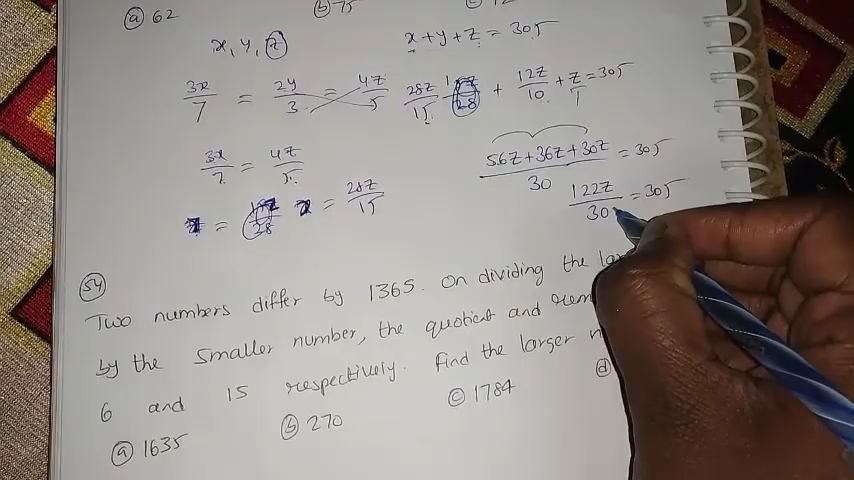 ⓐ 62 ⓑ 75 ⓒ 12
x, y, z
x + y + z = 305
3x/7 = 2y/3 = 4z/5
28z/15 + 12z/10 + z/1 = 305
3x/7 = 4z/5
56z + 36z + 30z / 30 = 305
x = 28z/15
122z/30 = 305
54
Two numbers differ by 1365. On dividing the
by the smaller number, the quotient and
6 and 15 respectively. Find the larger
ⓐ 1635 ⓑ 270 ⓒ 1784 ⓓ